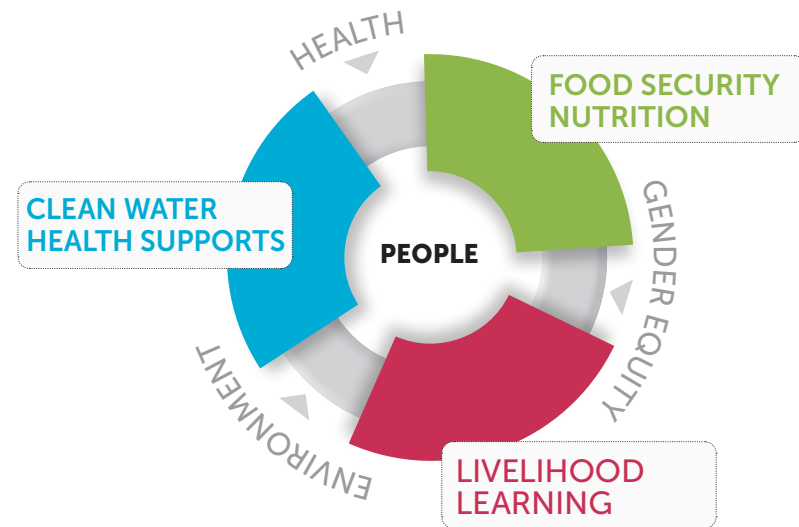 HEALTH
FOOD SECURITY
NUTRITION
CLEAN WATER
HEALTH SUPPORTS
PEOPLE
GENDER EQUITY
ENVIRONMENT
LIVELIHOOD
LEARNING